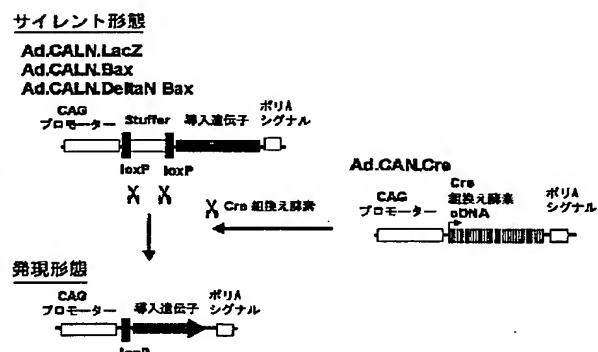 サイレント形態
Ad.CALN.LacZ
Ad.CALN.Bax
Ad.CALN.DeltaN Bax
CAG
プロモーター
Stuffer
導入遺伝子
ポリA
シグナル
loxP
loxP
Cre 組換え酵素
Ad.CAN.Cre
CAG
プロモーター
Cre
組換え酵素
cDNA
ポリA
シグナル
発現形態
CAG
プロモーター
導入遺伝子
ポリA
シグナル
loxP